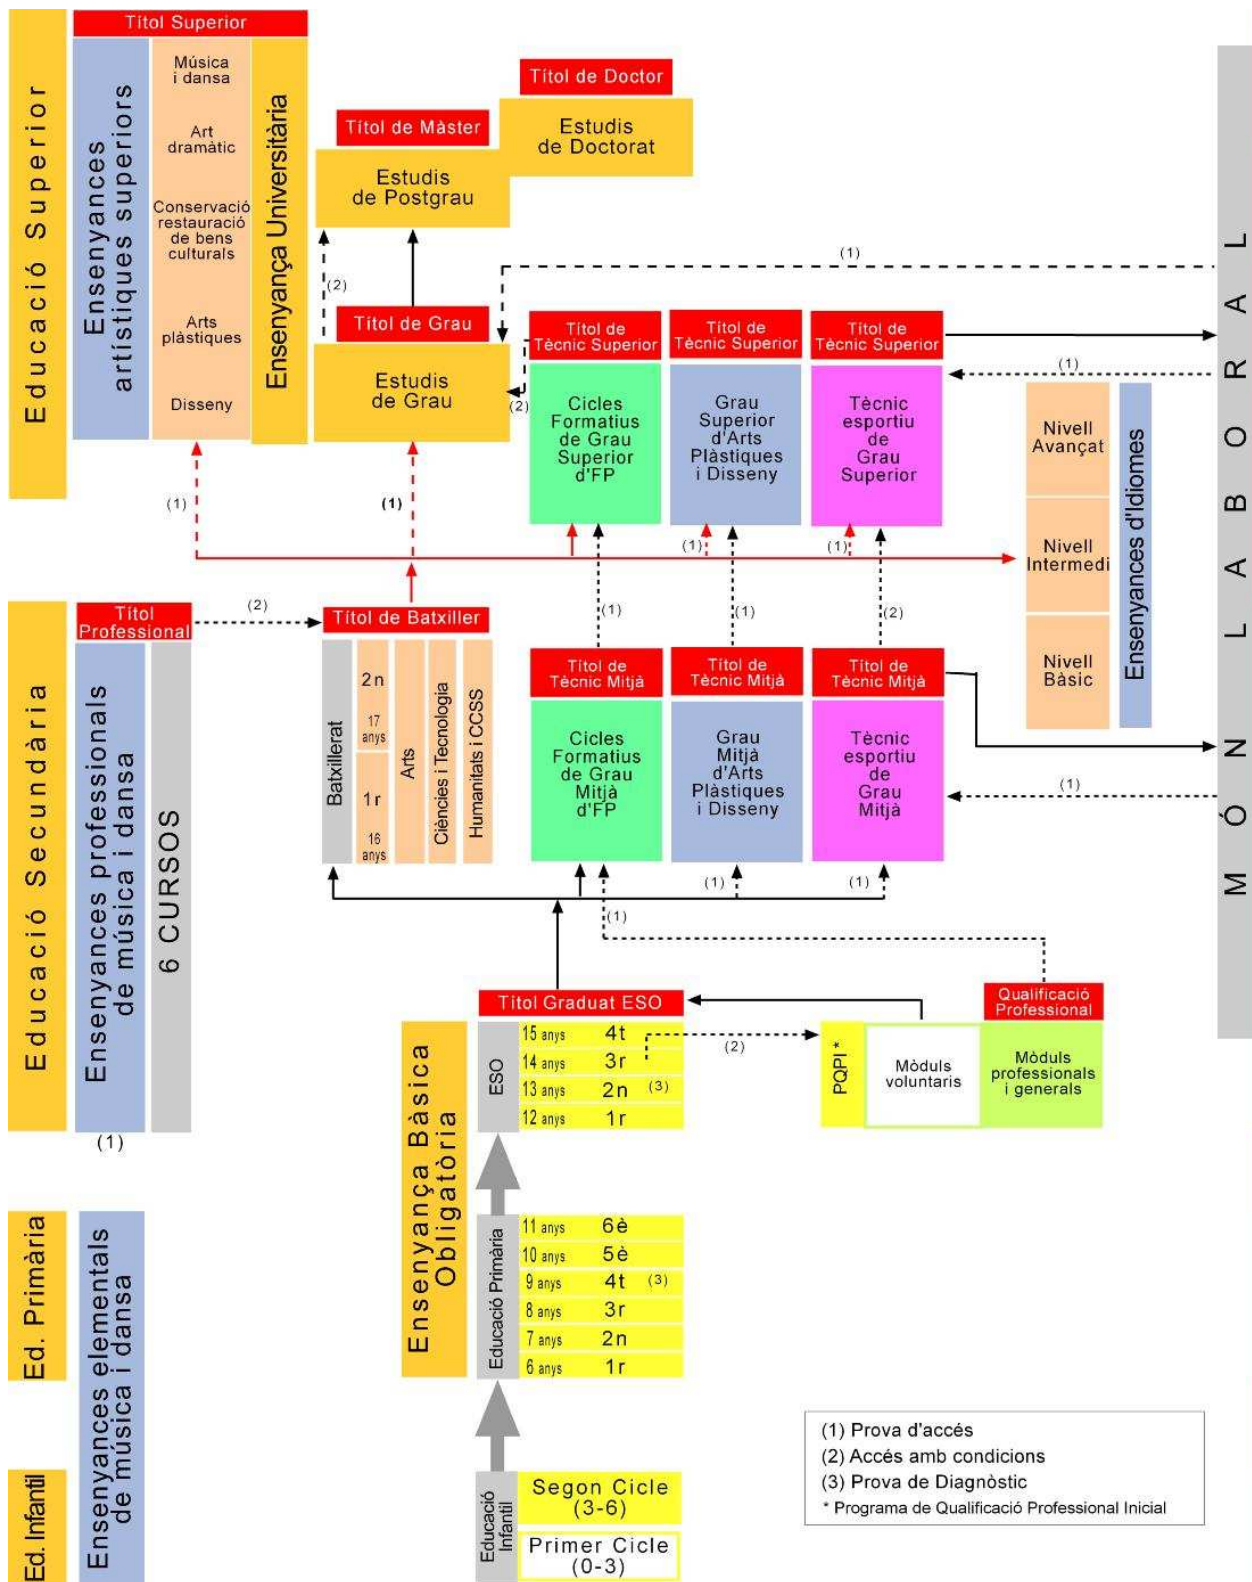 Títol Superior
Educació Superior
Ensenyances
artístiques superiors
Música
i dansa
Art
dramàtic
Conservació
restauració
de bens
culturals
Arts
plàstiques
Disseny
Ensenyança Universitària
Títol de Doctor
Estudis
de Doctorat
Títol de Màster
Estudis
de Postgrau
(1)
(2)
Títol de Grau
Estudis
de Grau
(2)
Títol de
Tècnic Superior
Cicles
Formatius
de Grau
Superior
d'FP
Títol de
Tècnic Superior
Grau
Superior
d'Arts
Plàstiques
i Disseny
Títol de
Tècnic Superior
Tècnic
esportiu
de
Grau
Superior
(1)
Nivell
Avançat
Nivell
Intermedi
Nivell
Bàsic
Ensenyances d'Idiomes
MÓN LABORAL
(1)
(1)
(1)
(1)
(1)
(1)
(2)
Educació Secundària
Títol
Professional
(2)
Ensenyances professionals
de música i dansa
6 CURSOS
(1)
Títol de Batxiller
Batxillerat
2n
17
anys
1r
16
anys
Arts
Ciències i Tecnologia
Humanitats i CCSS
Títol de
Tècnic Mitjà
Cicles
Formatius
de Grau
Mitjà
d'FP
Títol de
Tècnic Mitjà
Grau
Mitjà
d'Arts
Plàstiques
i Disseny
Títol de
Tècnic Mitjà
Tècnic
esportiu
de
Grau
Mitjà
(1)
(1)
(1)
(1)
Títol Graduat ESO
Qualificació
Professional
Ensenyança Bàsica
Obligatòria
ESO
15 anys 4t
14 anys 3r
13 anys 2n (3)
12 anys 1r
(2)
PQPI *
Mòduls
voluntaris
Mòduls
professionals
i generals
Ed. Primària
Ensenyances elementals
de música i dansa
Educació Primària
11 anys 6è
10 anys 5è
9 anys 4t (3)
8 anys 3r
7 anys 2n
6 anys 1r
Ed. Infantil
Educació
Infantil
Segon Cicle
(3-6)
Primer Cicle
(0-3)
(1) Prova d'accés
(2) Accés amb condicions
(3) Prova de Diagnòstic
* Programa de Qualificació Professional Inicial